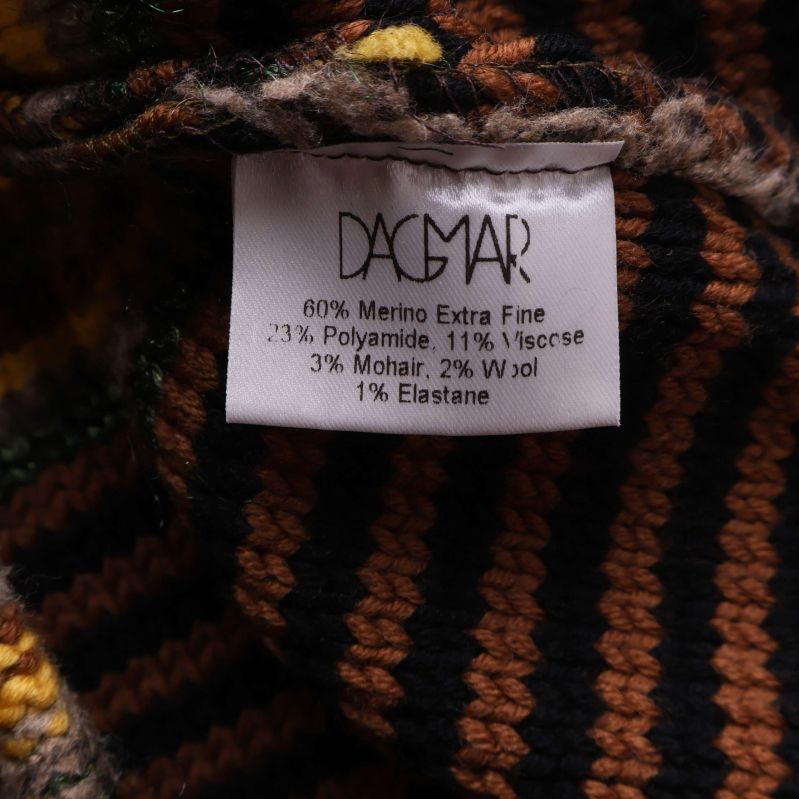 DAGMAR
60% Merino Extra Fine
23% Polyamide, 11% Viscose
3% Mohair, 2% Wool
1% Elastane